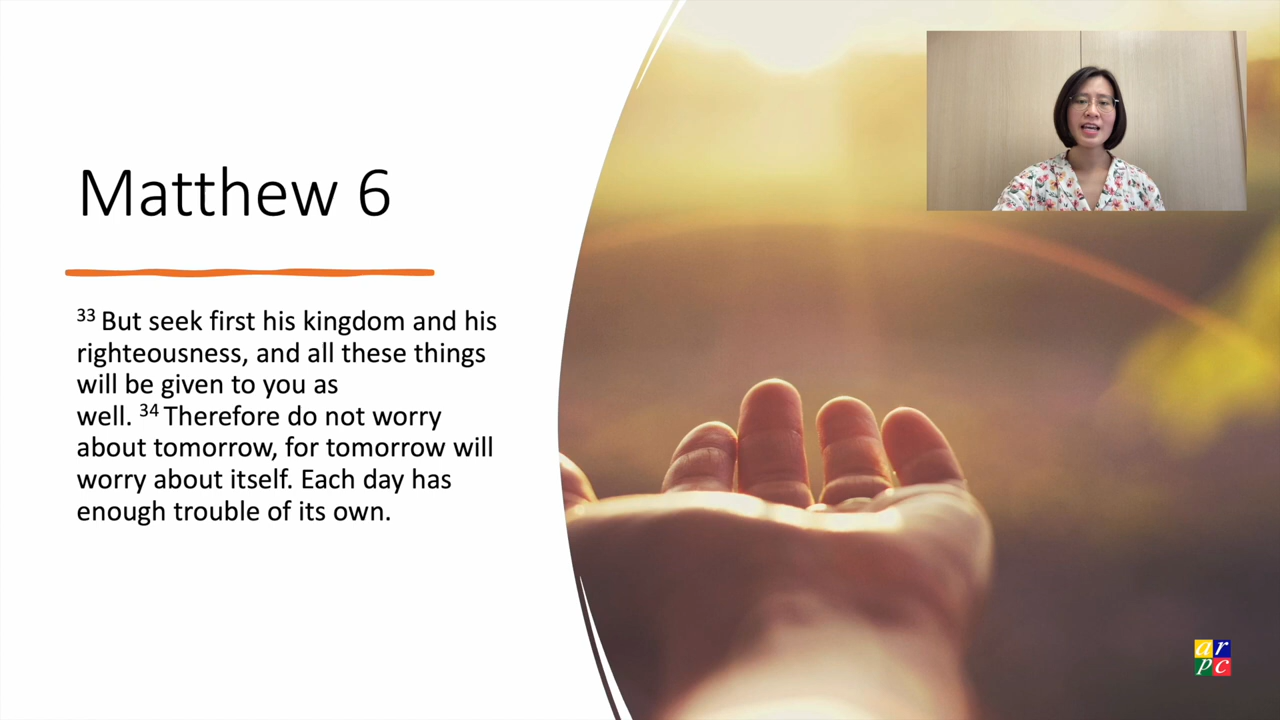 Matthew 6
33 But seek first his kingdom and his
righteousness, and all these things
will be given to you as
well. 34 Therefore do not worry
about tomorrow, for tomorrow will
worry about itself. Each day has
enough trouble of its own.
ar
pc